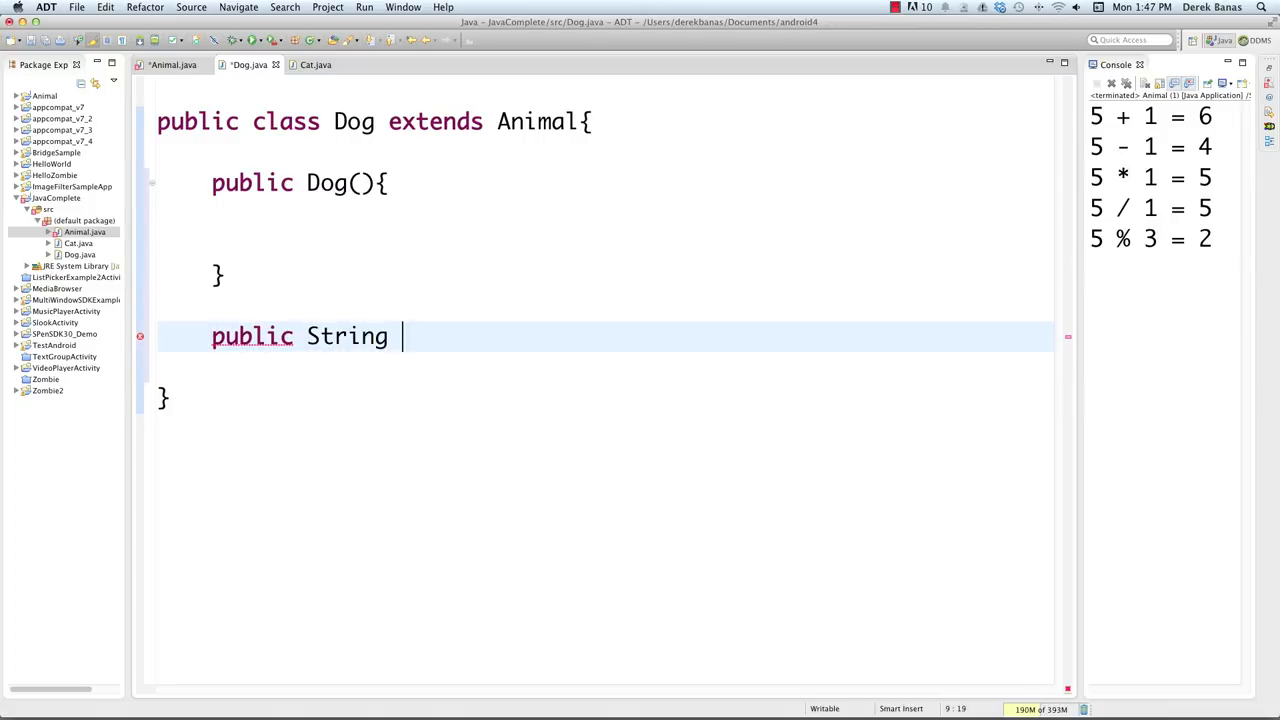 ADT File Edit Refactor Source Navigate Search Project Run Window Help 10 Mon 1:47 PM Derek Banas
Java - JavaComplete/src/Dog.java - ADT - /Users/derekbanas/Documents/android4
Quick Access Java DDMS
Package Exp
Animal
appcompat_v7
appcompat_v7_2
appcompat_v7_3
appcompat_v7_4
BridgeSample
HelloWorld
HelloZombie
ImageFilterSampleApp
JavaComplete
src
(default package)
Animal.java
Cat.java
Dog.java
JRE System Library [Ja
ListPickerExample2Activi
MediaBrowser
MultiWindowSDKExample
MusicPlayerActivity
SlookActivity
SPenSDK30_Demo
TestAndroid
TextGroupActivity
VideoPlayerActivity
Zombie
Zombie2
*Animal.java *Dog.java Cat.java
public class Dog extends Animal{
public Dog(){
}
public String
}
Console
<terminated> Animal (1) [Java Application] /S
5 + 1 = 6
5 - 1 = 4
5 * 1 = 5
5 / 1 = 5
5 % 3 = 2
Writable Smart Insert 9 : 19 190M of 393M